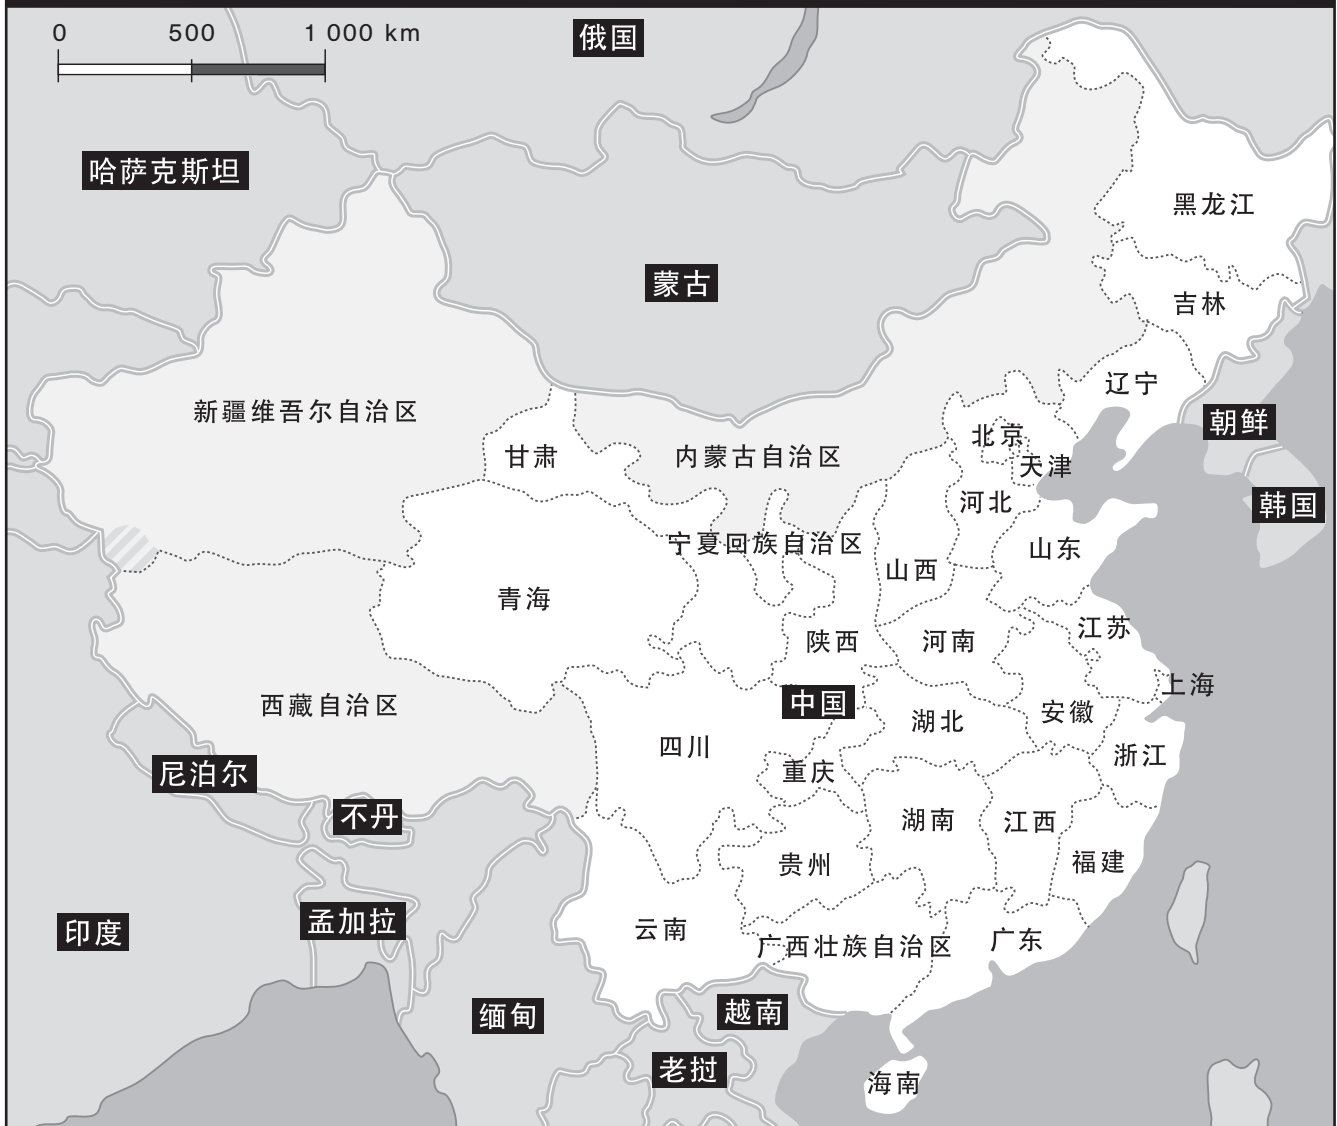 0 500 1 000 km
俄国
哈萨克斯坦
黑龙江
蒙古
吉林
辽宁
新疆维吾尔自治区
朝鲜
北京
甘肃
内蒙古自治区
天津
河北
韩国
宁夏回族自治区
山东
山西
青海
江苏
陕西
河南
上海
西藏自治区
中国
安徽
湖北
四川
浙江
尼泊尔
重庆
不丹
湖南
江西
贵州
福建
孟加拉
印度
云南
广西壮族自治区
广东
缅甸
越南
老挝
海南